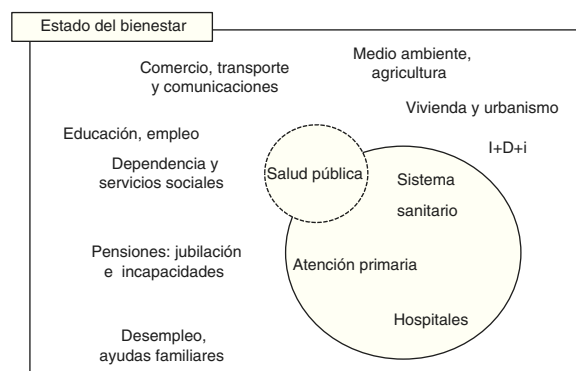 Estado del bienestar
Comercio, transporte
y comunicaciones
Medio ambiente,
agricultura
Vivienda y urbanismo
Educación, empleo
I+D+i
Dependencia y
servicios sociales
Salud pública
Sistema
sanitario
Pensiones: jubilación
e incapacidades
Atención primaria
Hospitales
Desempleo,
ayudas familiares